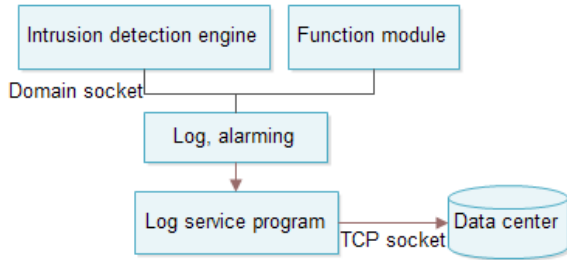 Intrusion detection engine
Function module
Domain socket
Log, alarming
Log service program
TCP socket
Data center